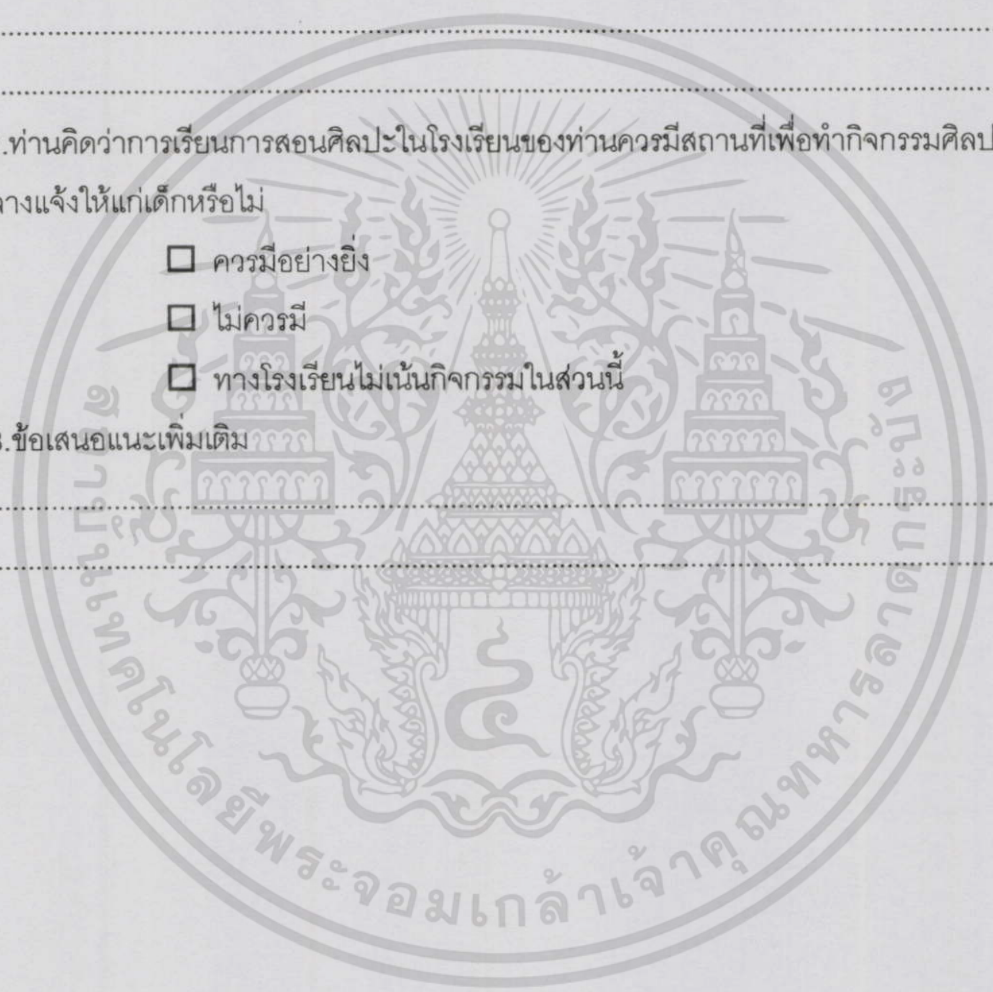 .ท่านคิดว่าการเรียนการสอนศิลปะในโรงเรียนของท่านควรมีสถานที่เพื่อทำกิจกรรมศิลป
ลางแจ้งให้แก่เด็กหรือไม่
ควรมีอย่างยิ่ง
ไม่ควรมี
ทางโรงเรียนไม่เน้นกิจกรรมในส่วนนี้
.ข้อเสนอแนะเพิ่มเติม
สถาบันเทคโนโลยีพระจอมเกล้าเจ้าคุณทหารลาดกระบัง
๔